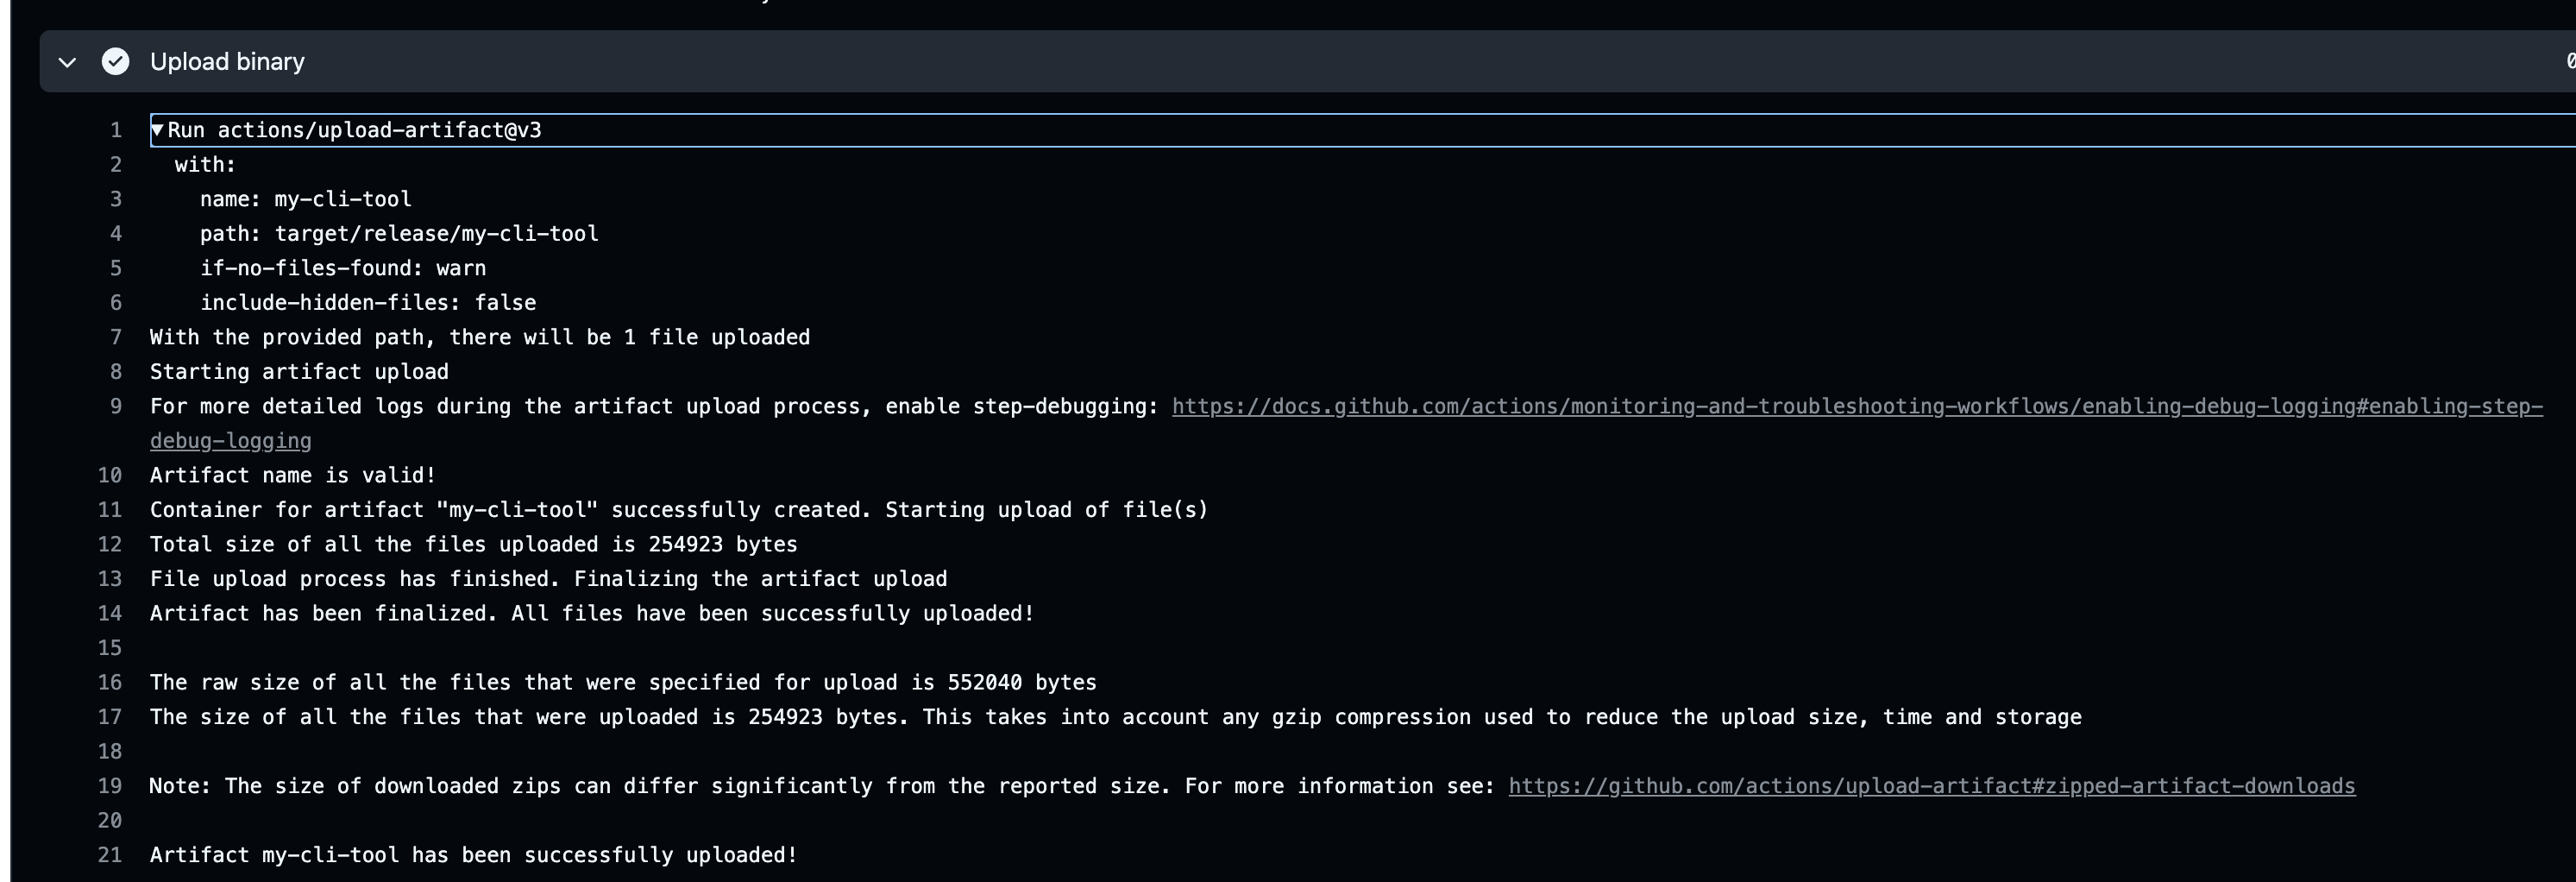 Upload binary
1 ▼Run actions/upload-artifact@v3
2 with:
3 name: my-cli-tool
4 path: target/release/my-cli-tool
5 if-no-files-found: warn
6 include-hidden-files: false
7 With the provided path, there will be 1 file uploaded
8 Starting artifact upload
9 For more detailed logs during the artifact upload process, enable step-debugging: https://docs.github.com/actions/monitoring-and-troubleshooting-workflows/enabling-debug-logging#enabling-step-
debug-logging
10 Artifact name is valid!
11 Container for artifact "my-cli-tool" successfully created. Starting upload of file(s)
12 Total size of all the files uploaded is 254923 bytes
13 File upload process has finished. Finalizing the artifact upload
14 Artifact has been finalized. All files have been successfully uploaded!
15
16 The raw size of all the files that were specified for upload is 552040 bytes
17 The size of all the files that were uploaded is 254923 bytes. This takes into account any gzip compression used to reduce the upload size, time and storage
18
19 Note: The size of downloaded zips can differ significantly from the reported size. For more information see: https://github.com/actions/upload-artifact#zipped-artifact-downloads
20
21 Artifact my-cli-tool has been successfully uploaded!